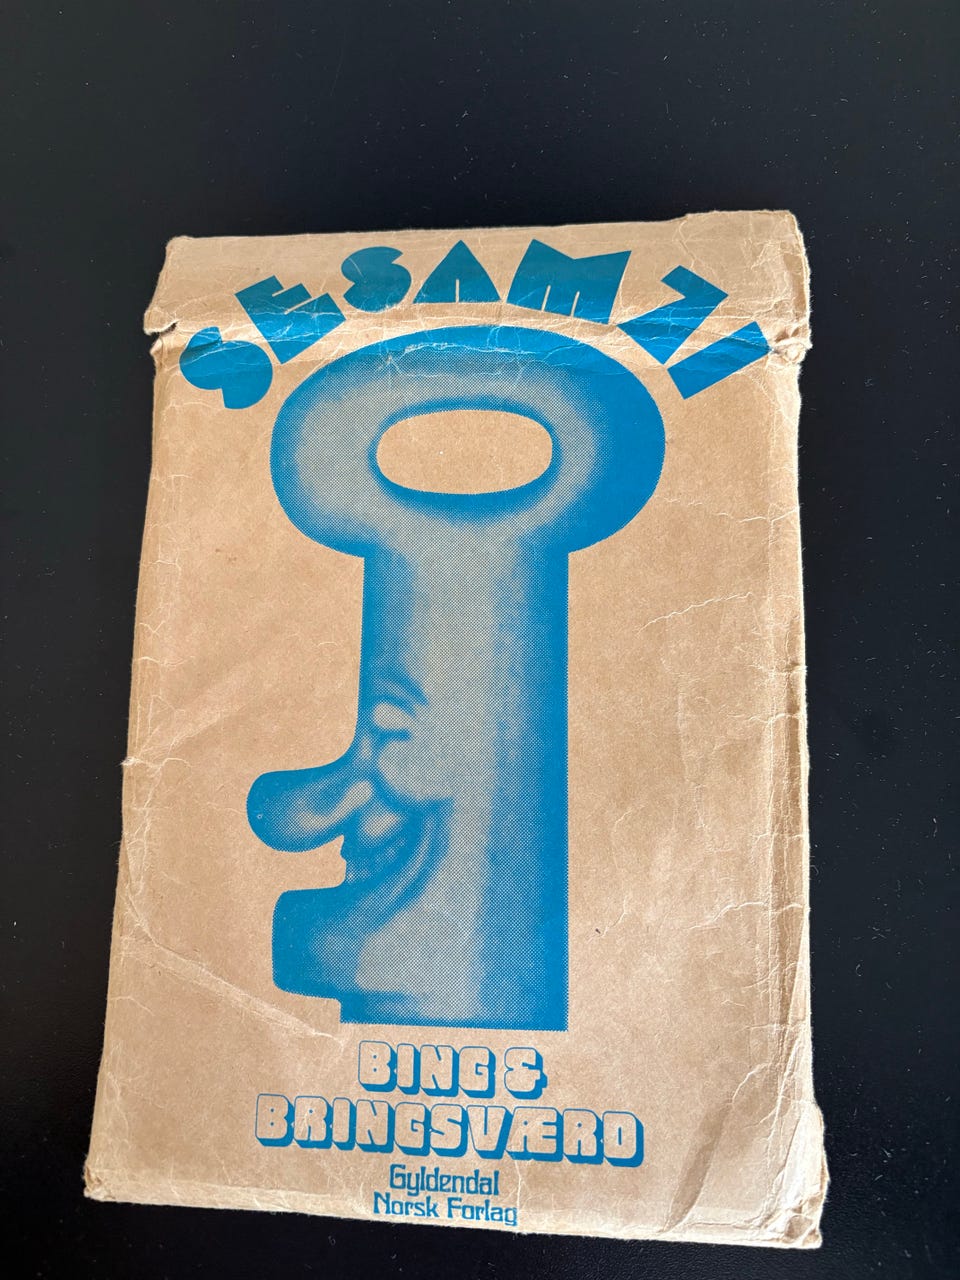 SESAM 71
BING &
BRINGSVÆRD
Gyldendal
Norsk Forlag